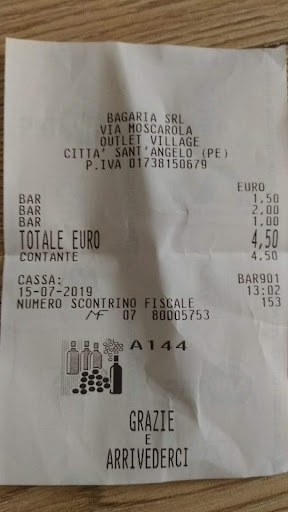 BAGARIA SRL
VIA MOSCAROLA
OUTLET VILLAGE
CITTA' SANT'ANGELO (PE)
P.IVA 01738150679
EURO
BAR 1,50
BAR 2,00
BAR 1,00
TOTALE EURO 4,50
CONTANTE 4.50
CASSA: BAR901
15-07-2019 13:02
NUMERO SCONTRINO FISCALE 153
MF 07 80005753
A144
GRAZIE
E
ARRIVEDERCI